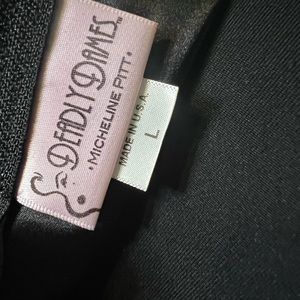 DEADLY DAMES™
• MICHELINE PITT •
L
MADE IN U.S.A.